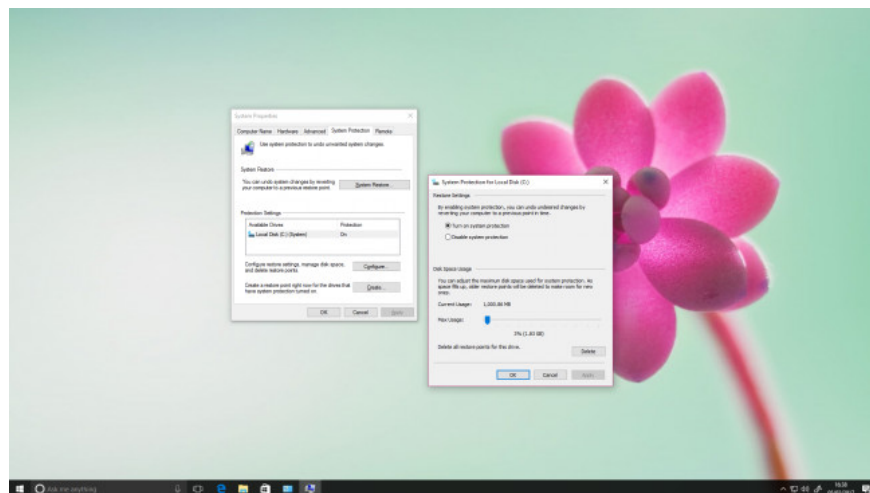 System Properties
Computer Name Hardware Advanced System Protection Remote
Use system protection to undo unwanted system changes.
System Restore
You can undo system changes by reverting
your computer to a previous restore point.
System Restore...
Protection Settings
Available Drives Protection
Local Disk (C:) (System) On
Configure restore settings, manage disk space,
and delete restore points.
Configure...
Create a restore point right now for the drives that
have system protection turned on.
Create...
OK Cancel Apply
System Protection for Local Disk (C:)
Restore Settings
By enabling system protection, you can undo undesired changes by
reverting your computer to a previous point in time.
Turn on system protection
Disable system protection
Disk Space Usage
You can adjust the maximum disk space used for system protection. As
space fills up, older restore points will be deleted to make room for new
ones.
Current Usage:
Max Usage:
Delete all restore points for this drive.
Delete
OK Cancel Apply
Ask me anything